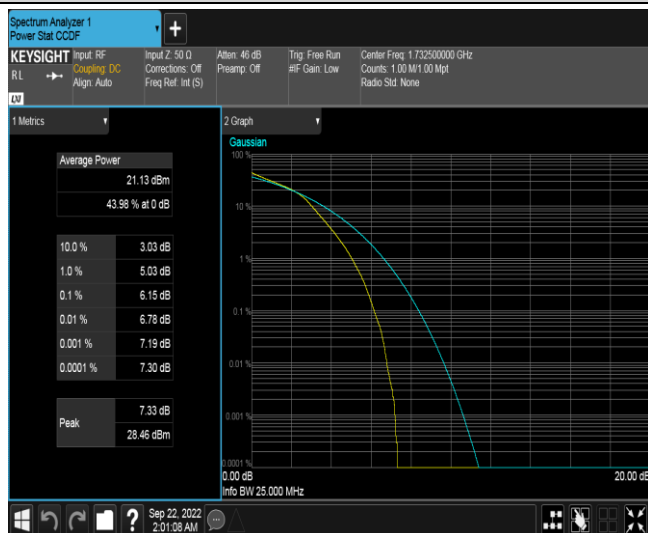 Spectrum Analyzer 1
Power Stat CCDF
KEYSIGHT
RL
LXI
Input: RF
Coupling: DC
Align: Auto
Input Z: 50 Ω
Corrections: Off
Freq Ref: Int (S)
Atten: 46 dB
Preamp: Off
Trig: Free Run
#IF Gain: Low
Center Freq: 1.732500000 GHz
Counts: 1.00 M/1.00 Mpt
Radio Std: None
1 Metrics
Average Power
21.13 dBm
43.98 % at 0 dB
10.0 % 3.03 dB
1.0 % 5.03 dB
0.1 % 6.15 dB
0.01 % 6.78 dB
0.001 % 7.19 dB
0.0001 % 7.30 dB
Peak
7.33 dB
28.46 dBm
2 Graph
Gaussian
100 %
10 %
1 %
0.1 %
0.01 %
0.001 %
0.0001 %
0.00 dB 20.00 dB
Info BW 25.000 MHz
Sep 22, 2022
2:01:08 AM